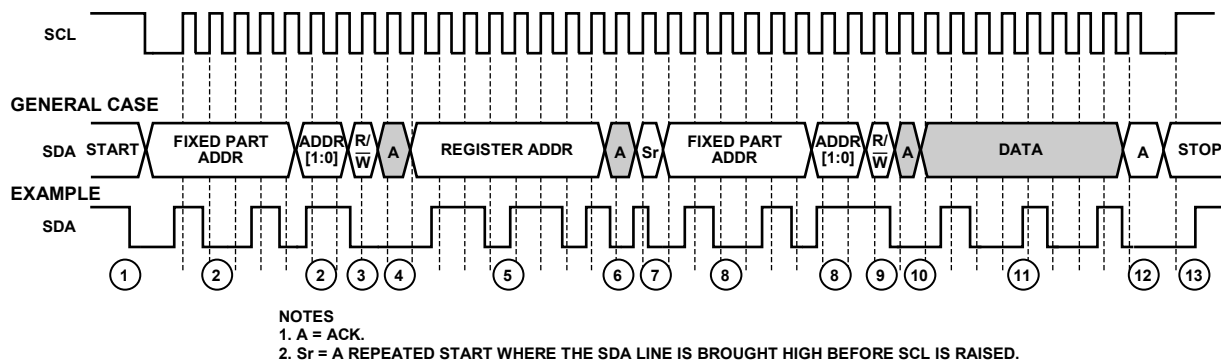 SCL
GENERAL CASE
SDA START FIXED PART ADDR ADDR [1:0] R/W A REGISTER ADDR A Sr FIXED PART ADDR ADDR [1:0] R/W A DATA A STOP
EXAMPLE
SDA
1 2 2 3 4 5 6 7 8 8 9 10 11 12 13
NOTES
1. A = ACK.
2. Sr = A REPEATED START WHERE THE SDA LINE IS BROUGHT HIGH BEFORE SCL IS RAISED.